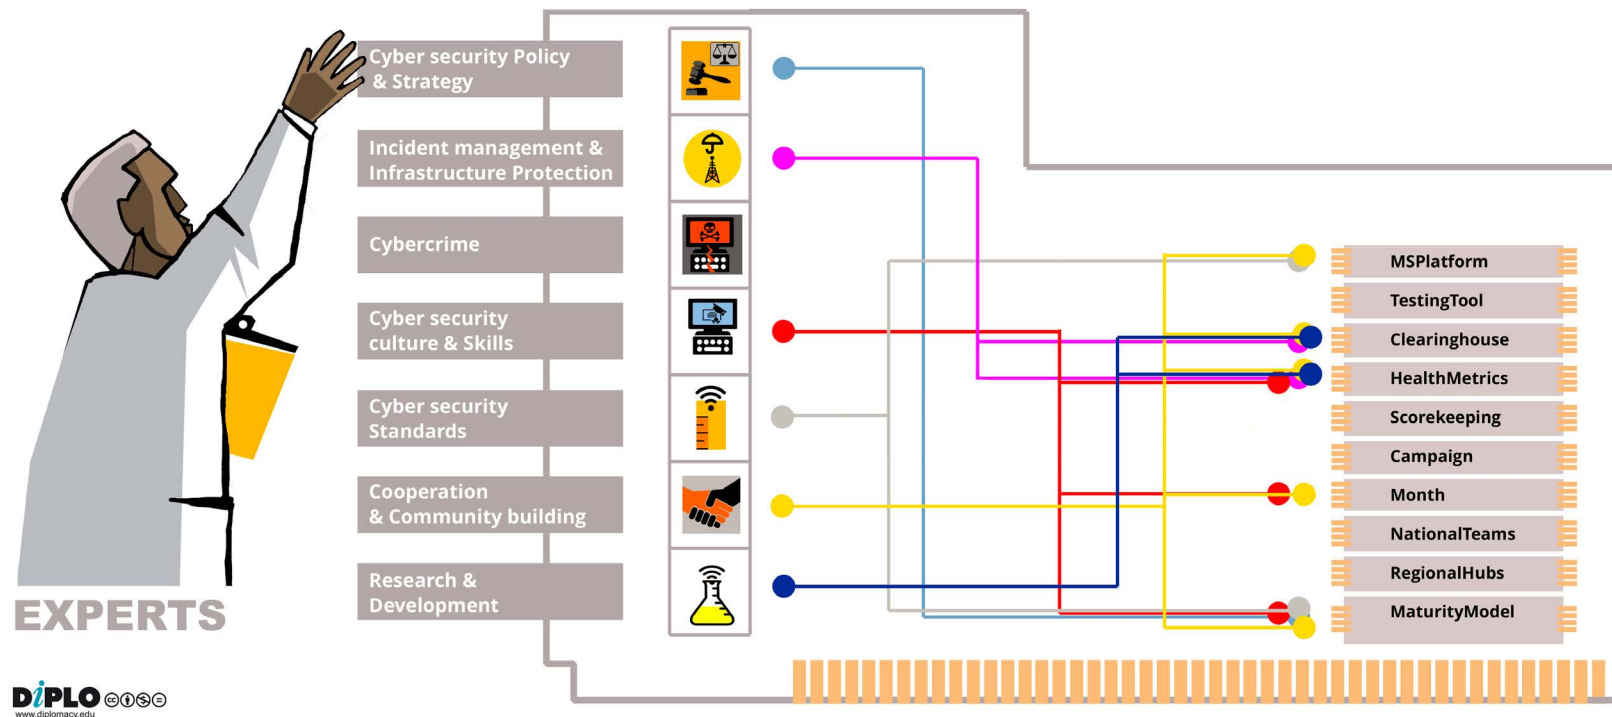 Cyber security Policy
& Strategy
Incident management &
Infrastructure Protection
Cybercrime
Cyber security
culture & Skills
Cyber security
Standards
Cooperation
& Community building
Research &
Development
EXPERTS
MSPlatform
TestingTool
Clearinghouse
HealthMetrics
Scorekeeping
Campaign
Month
NationalTeams
RegionalHubs
MaturityModel
DiPLO
www.diplomacy.edu